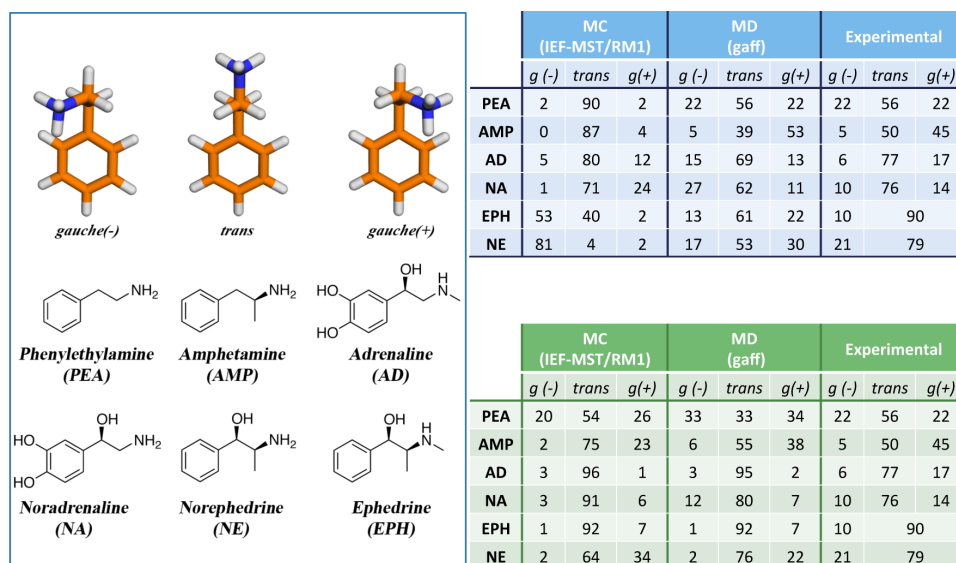 gauche(-) trans gauche(+)
NH₂ NH₂ OH H N HO HO
Phenylethylamine Amphetamine Adrenaline
(PEA) (AMP) (AD)
OH HO NH₂ HO OH NH₂ OH H N
Noradrenaline Norephedrine Ephedrine
(NA) (NE) (EPH)
MC MD Experimental
(IEF-MST/RM1) (gaff)
g (-) trans g(+) g (-) trans g(+) g (-) trans g(+)
PEA 2 90 2 22 56 22 22 56 22
AMP 0 87 4 5 39 53 5 50 45
AD 5 80 12 15 69 13 6 77 17
NA 1 71 24 27 62 11 10 76 14
EPH 53 40 2 13 61 22 10 90
NE 81 4 2 17 53 30 21 79
MC MD Experimental
(IEF-MST/RM1) (gaff)
g (-) trans g(+) g (-) trans g(+) g (-) trans g(+)
PEA 20 54 26 33 33 34 22 56 22
AMP 2 75 23 6 55 38 5 50 45
AD 3 96 1 3 95 2 6 77 17
NA 3 91 6 12 80 7 10 76 14
EPH 1 92 7 1 92 7 10 90
NE 2 64 34 2 76 22 21 79